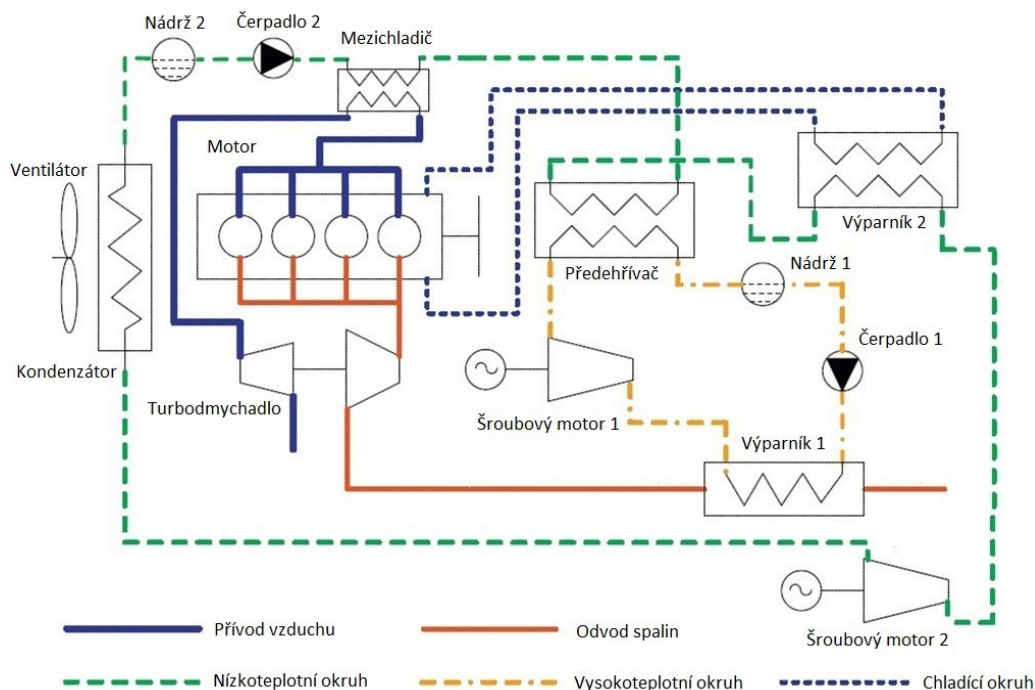 Nádrž 2
Čerpadlo 2
Mezichladič
Motor
Ventilátor
Výparník 2
Předehřívač
Nádrž 1
Čerpadlo 1
Kondenzátor
Turbodmychadlo
Šroubový motor 1
Výparník 1
Přívod vzduchu
Odvod spalin
Šroubový motor 2
Nízkoteplotní okruh
Vysokoteplotní okruh
Chladící okruh